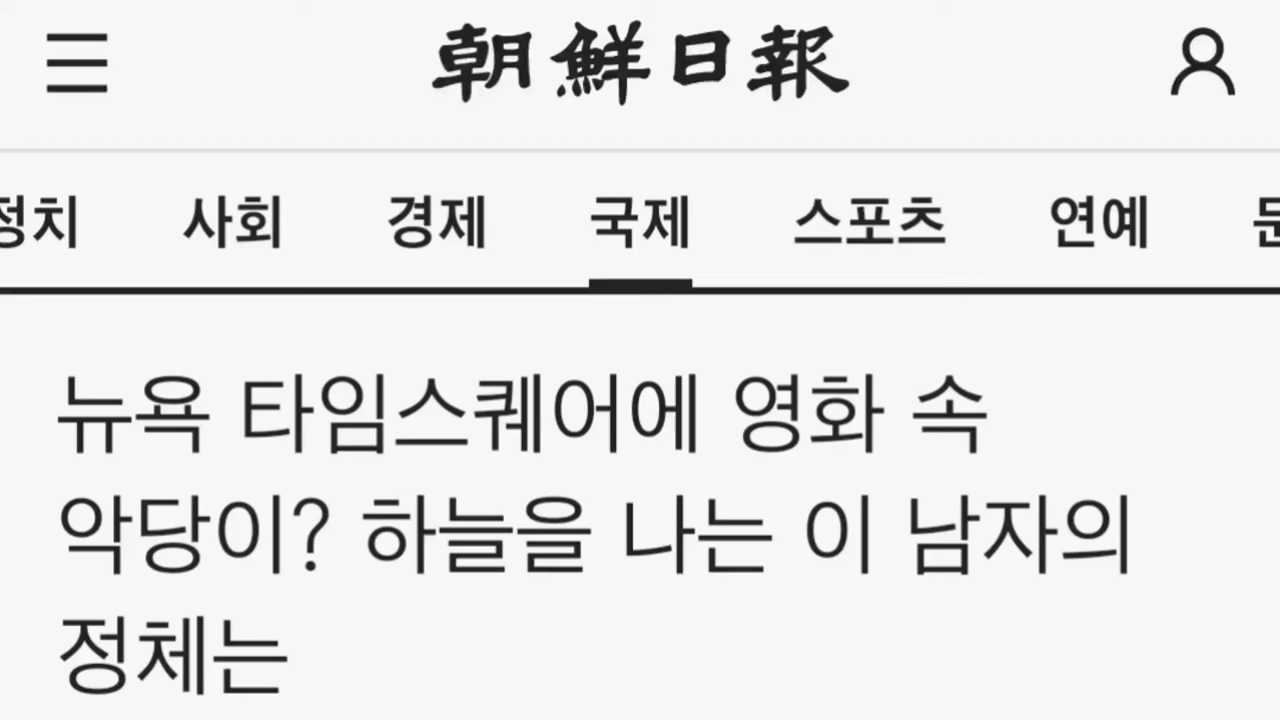 朝鮮日報
정치 사회 경제 국제 스포츠 연예
뉴욕 타임스퀘어에 영화 속
악당이? 하늘을 나는 이 남자의
정체는